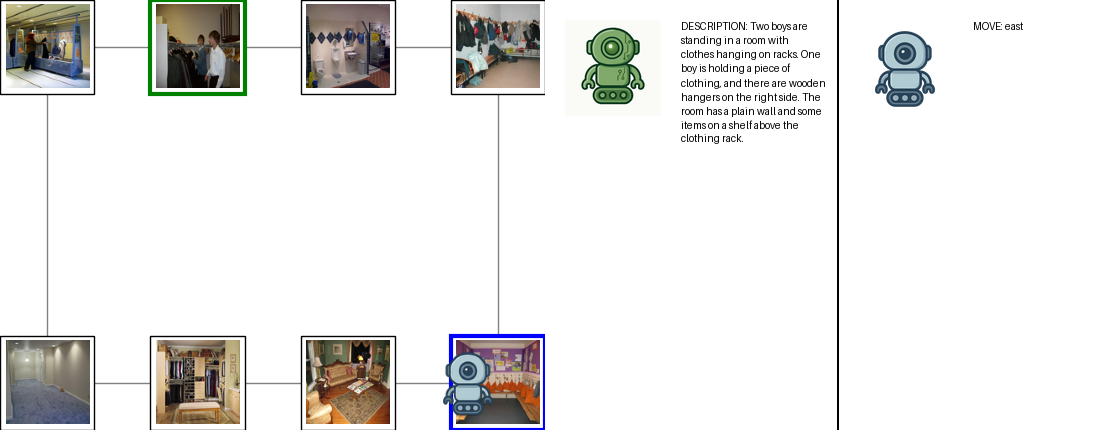 DESCRIPTION: Two boys are
standing in a room with
clothes hanging on racks. One
boy is holding a piece of
clothing, and there are wooden
hangers on the right side. The
room has a plain wall and some
items on a shelf above the
clothing rack.
MOVE: east